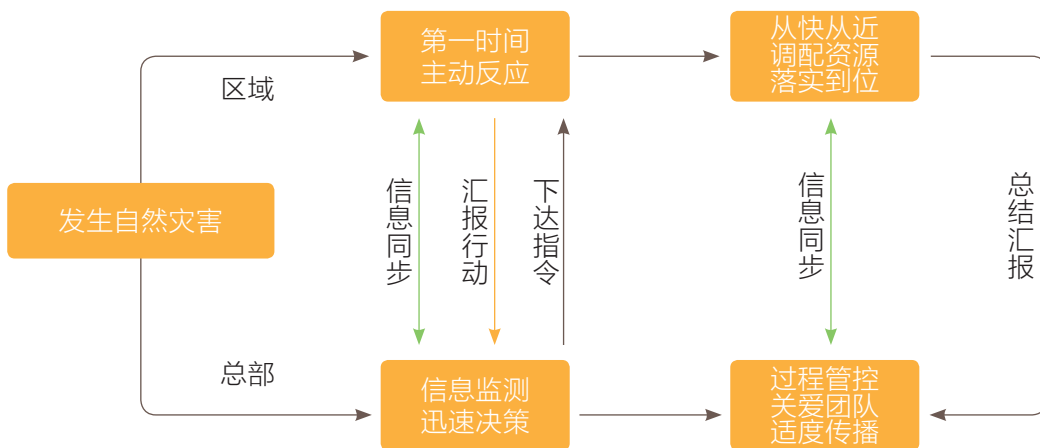 第一时间
主动反应
从快从近
调配资源
落实到位
区域
发生自然灾害
信息同步
汇报行动
下达指令
信息同步
总结汇报
总部
信息监测
迅速决策
过程管控
关爱团队
适度传播